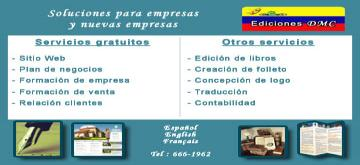 Soluciones para empresas
y nuevas empresas
Ediciones DMC
Servicios gratuitos
- Sitio Web
- Plan de negocios
- Formación de empresa
- Formación de venta
- Relación clientes
Otros servicios
- Edición de libros
- Creación de folleto
- Concepción de logo
- Traducción
- Contabilidad
Español
English
Français
Tel : 666-1962